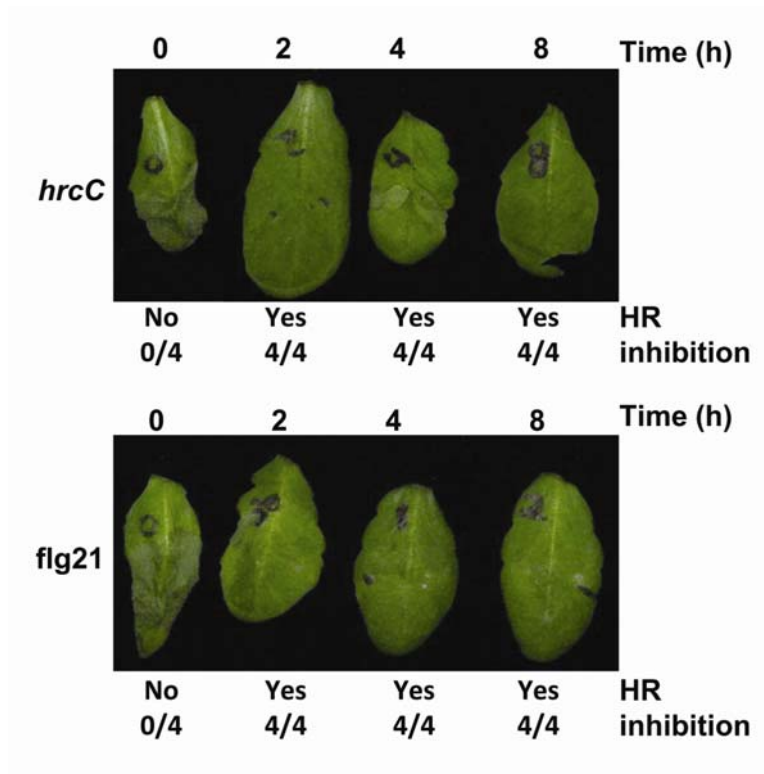 0 2 4 8 Time (h)
hrcC
No Yes Yes Yes HR
0/4 4/4 4/4 4/4 inhibition
0 2 4 8 Time (h)
flg21
No Yes Yes Yes HR
0/4 4/4 4/4 4/4 inhibition